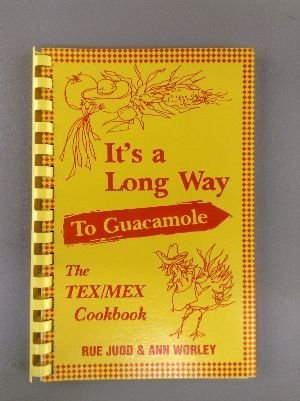 It's a
Long Way
To Guacamole
The
TEX/MEX
Cookbook
RUE JUDD & ANN WORLEY